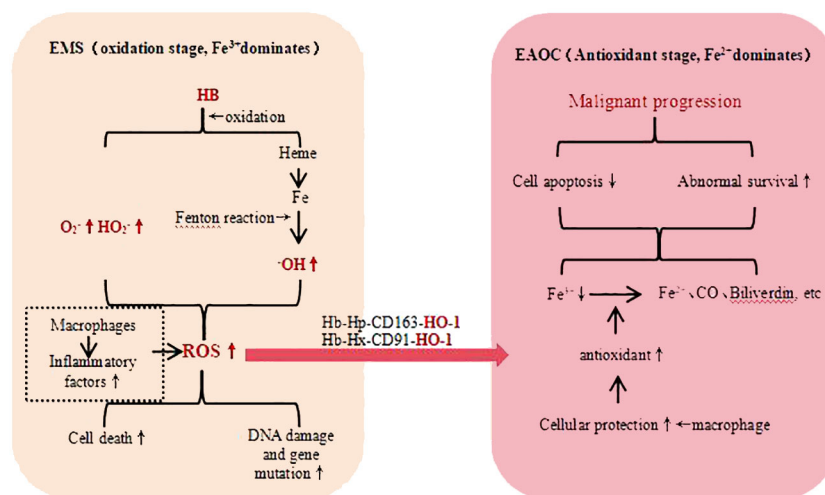 EMS（oxidation stage, Fe³⁺dominates）
HB
←oxidation
Heme
Fe
Fenton reaction→
O₂⁻↑HO₂⁻↑
·OH↑
Macrophages
Inflammatory
factors ↑
ROS ↑
Cell death ↑
DNA damage
and gene
mutation ↑
Hb-Hp-CD163-HO-1
Hb-Hx-CD91-HO-1
EAOC（Antioxidant stage, Fe²⁺dominates）
Malignant progression
Cell apoptosis ↓
Abnormal survival ↑
Fe³⁺↓
Fe²⁺、CO、Biliverdin, etc
antioxidant ↑
Cellular protection ↑←macrophage